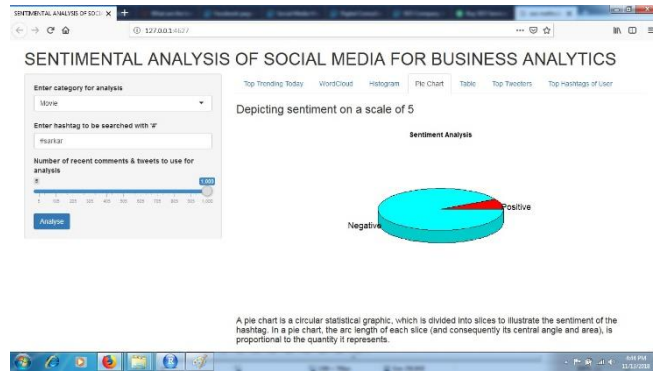 SENTIMENTAL ANALYSIS OF SOCI
127.0.0.1:4627
SENTIMENTAL ANALYSIS OF SOCIAL MEDIA FOR BUSINESS ANALYTICS
Enter category for analysis
Movie
Enter hashtag to be searched with '#'
#sarkar
Number of recent comments & tweets to use for
analysis
1,000
Analyse
Top Trending Today WordCloud Histogram Pie Chart Table Top Tweeters Top Hashtags of User
Depicting sentiment on a scale of 5
Sentiment Analysis
Positive
Negative
A pie chart is a circular statistical graphic, which is divided into slices to illustrate the sentiment of the
hashtag. In a pie chart, the arc length of each slice (and consequently its central angle and area), is
proportional to the quantity it represents.